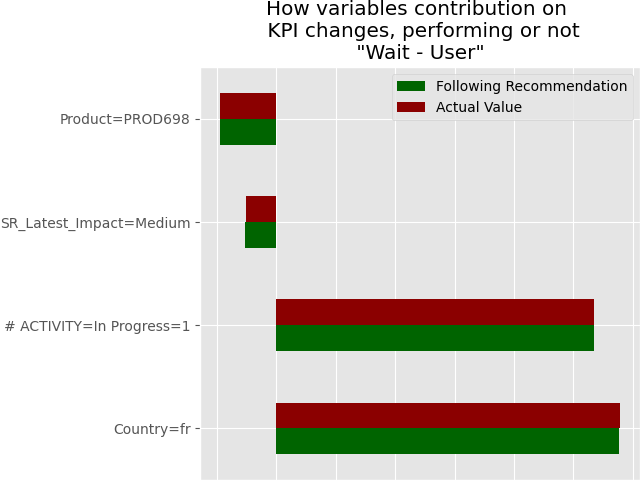 How variables contribution on
KPI changes, performing or not
"Wait - User"
Following Recommendation
Actual Value
Product=PROD698
SR_Latest_Impact=Medium
# ACTIVITY=In Progress=1
Country=fr